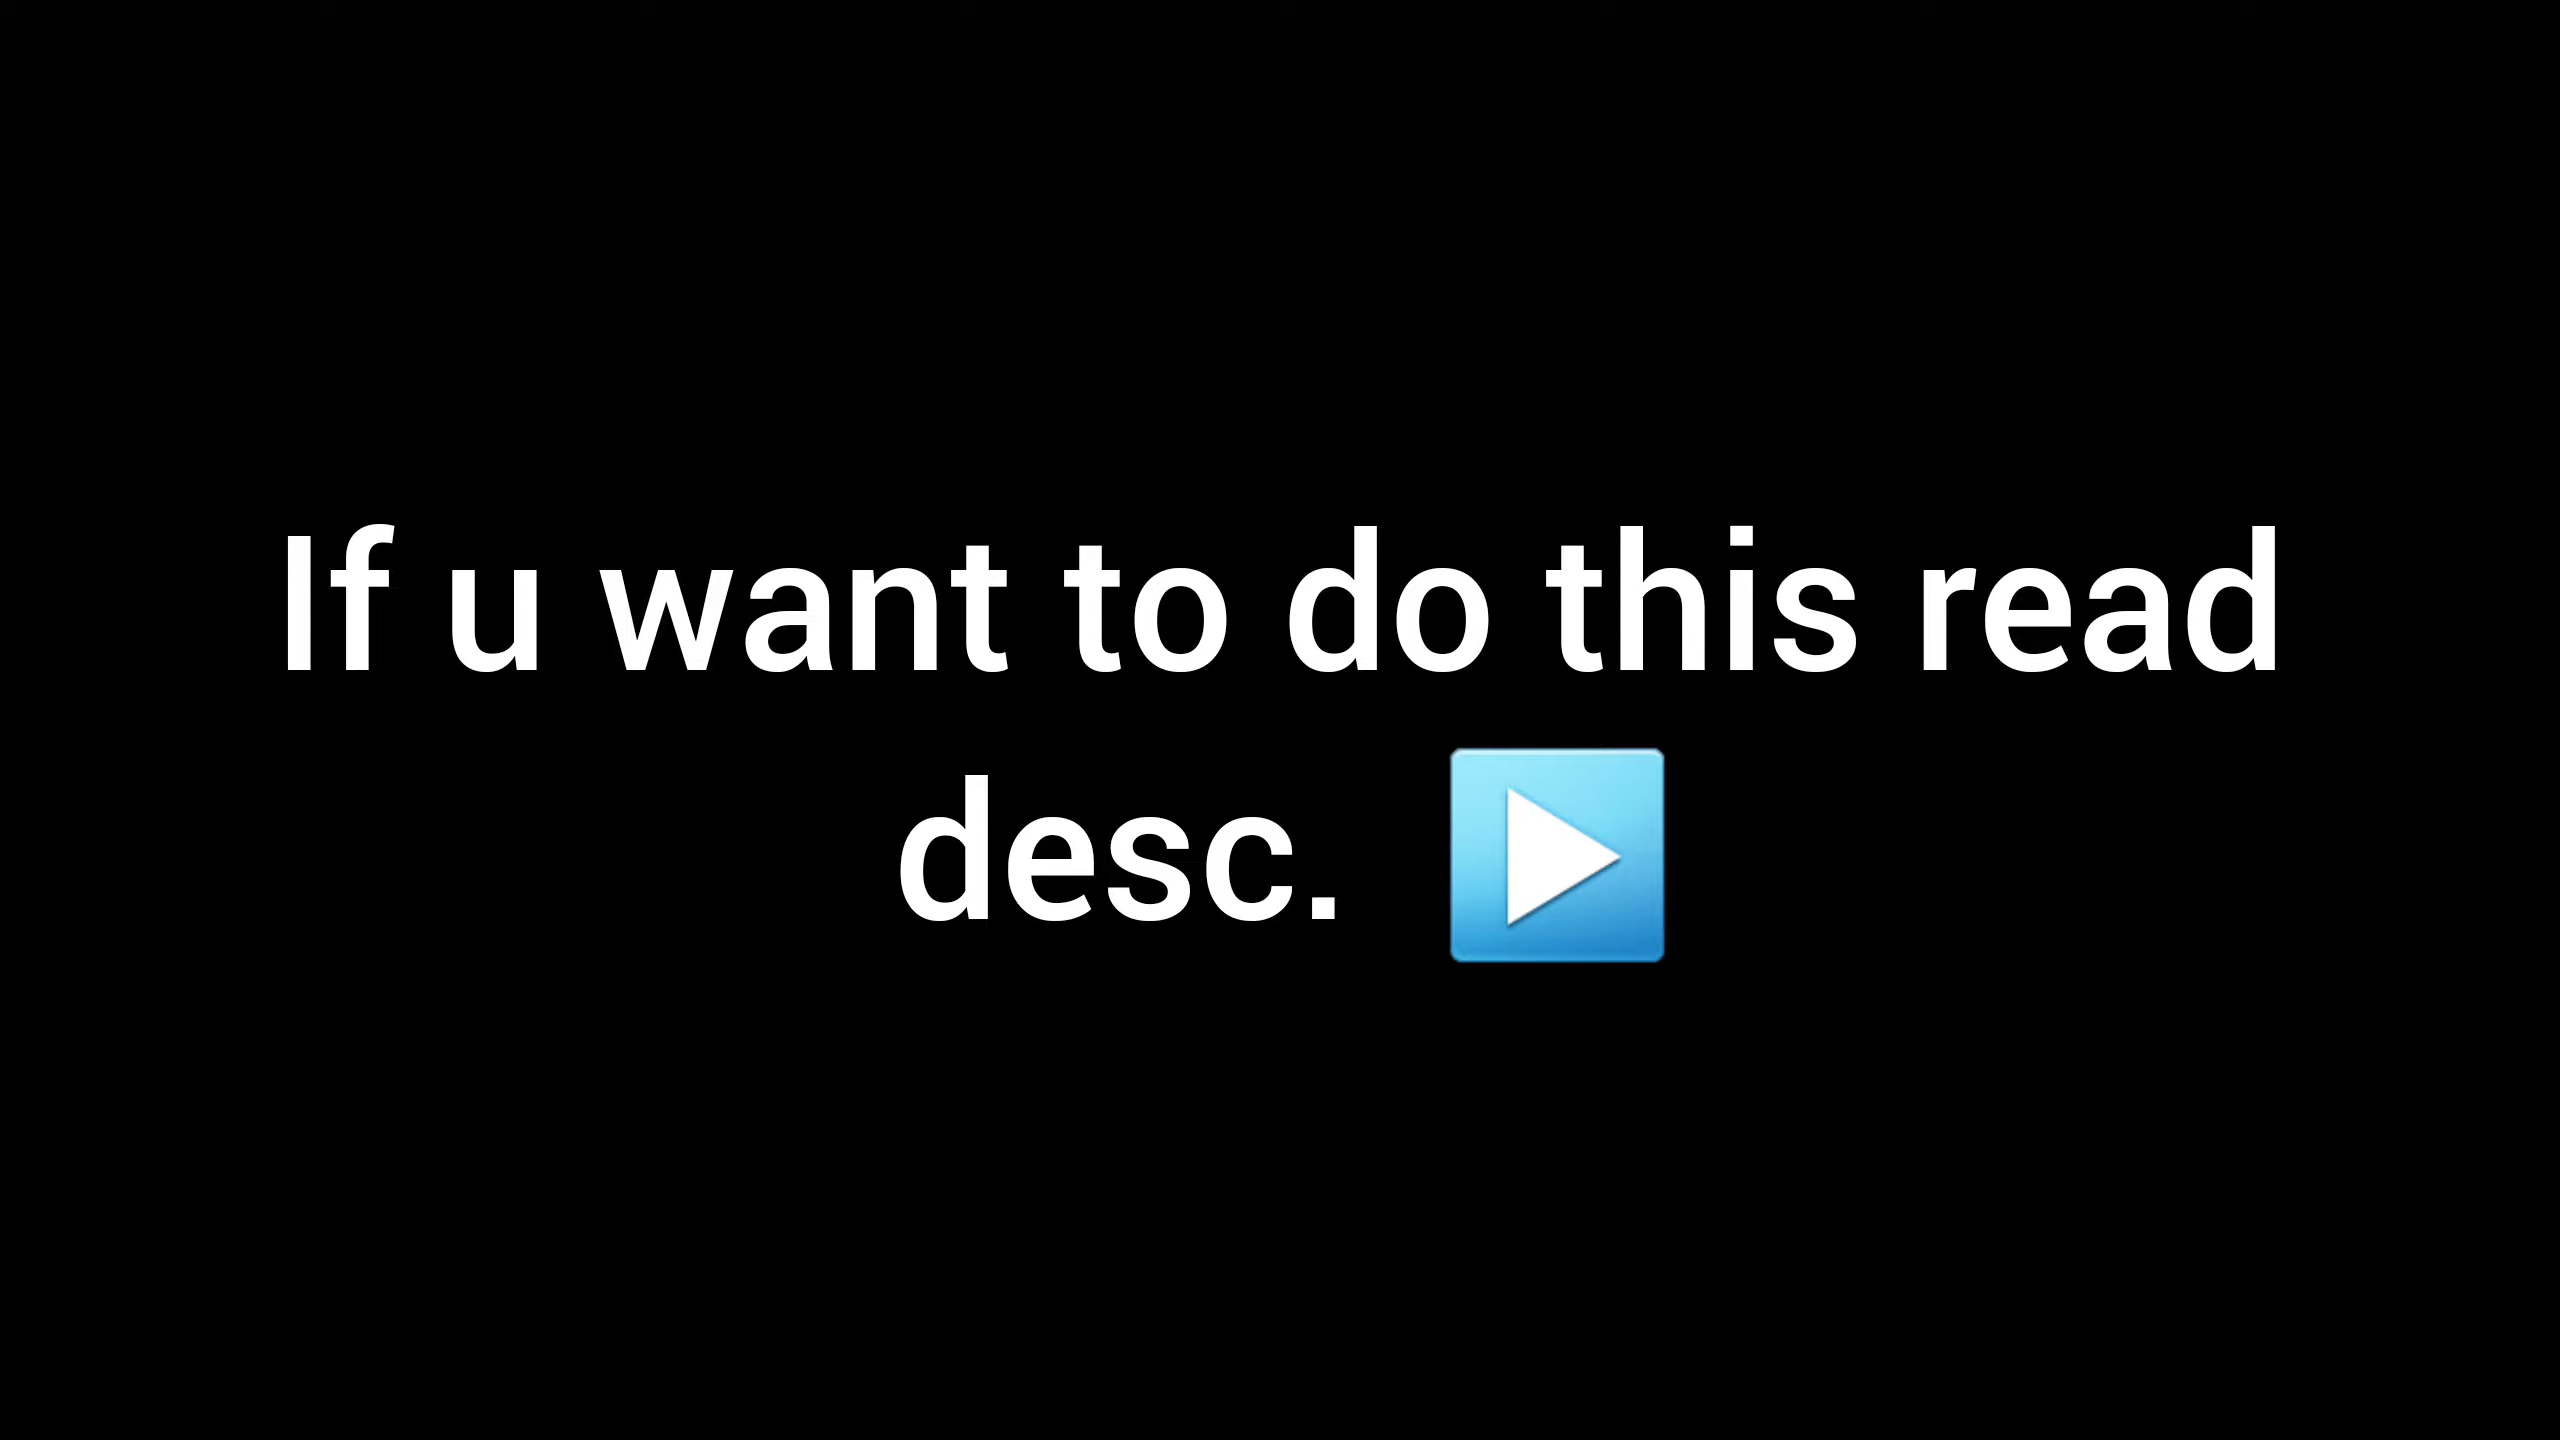 If u want to do this read
desc. ▶️